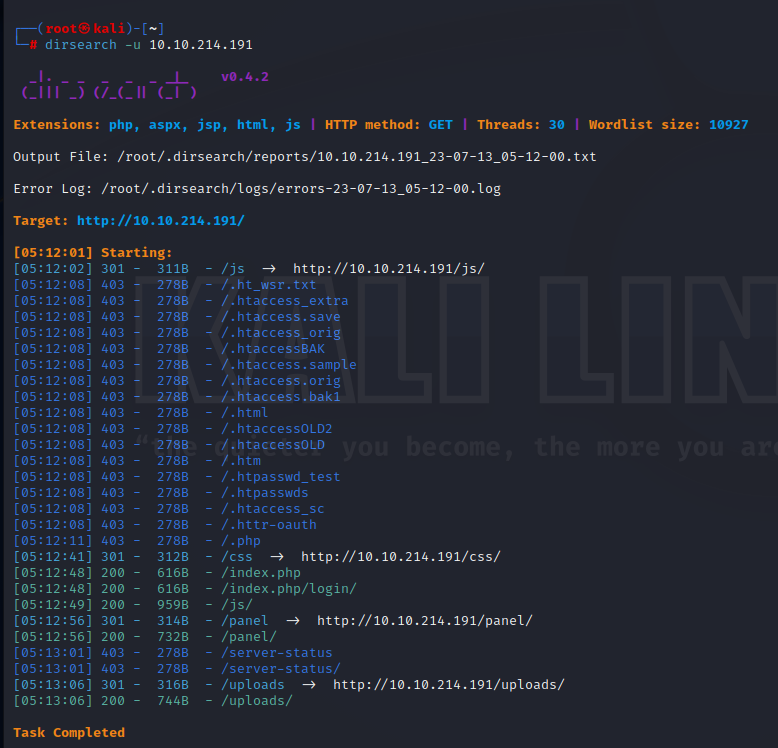 ┌──(root㉿kali)-[~]
└─# dirsearch -u 10.10.214.191
_|. _ _  _  _  _ _|_    v0.4.2
(_||| _) (/_(_|| (_| )
Extensions: php, aspx, jsp, html, js | HTTP method: GET | Threads: 30 | Wordlist size: 10927
Output File: /root/.dirsearch/reports/10.10.214.191_23-07-13_05-12-00.txt
Error Log: /root/.dirsearch/logs/errors-23-07-13_05-12-00.log
Target: http://10.10.214.191/
[05:12:01] Starting:
[05:12:02] 301 -  311B  - /js  →  http://10.10.214.191/js/
[05:12:08] 403 -  278B  - /.ht_wsr.txt
[05:12:08] 403 -  278B  - /.htaccess_extra
[05:12:08] 403 -  278B  - /.htaccess.save
[05:12:08] 403 -  278B  - /.htaccess_orig
[05:12:08] 403 -  278B  - /.htaccessBAK
[05:12:08] 403 -  278B  - /.htaccess.sample
[05:12:08] 403 -  278B  - /.htaccess.orig
[05:12:08] 403 -  278B  - /.htaccess.bak1
[05:12:08] 403 -  278B  - /.html
[05:12:08] 403 -  278B  - /.htaccessOLD2
[05:12:08] 403 -  278B  - /.htaccessOLD
[05:12:08] 403 -  278B  - /.htm
[05:12:08] 403 -  278B  - /.htpasswd_test
[05:12:08] 403 -  278B  - /.htpasswds
[05:12:08] 403 -  278B  - /.htaccess_sc
[05:12:08] 403 -  278B  - /.httr-oauth
[05:12:11] 403 -  278B  - /.php
[05:12:41] 301 -  312B  - /css  →  http://10.10.214.191/css/
[05:12:48] 200 -  616B  - /index.php
[05:12:48] 200 -  616B  - /index.php/login/
[05:12:49] 200 -  959B  - /js/
[05:12:56] 301 -  314B  - /panel  →  http://10.10.214.191/panel/
[05:12:56] 200 -  732B  - /panel/
[05:13:01] 403 -  278B  - /server-status
[05:13:01] 403 -  278B  - /server-status/
[05:13:06] 301 -  316B  - /uploads  →  http://10.10.214.191/uploads/
[05:13:06] 200 -  744B  - /uploads/
Task Completed
KALI LIN
“the quieter you become, the more you are